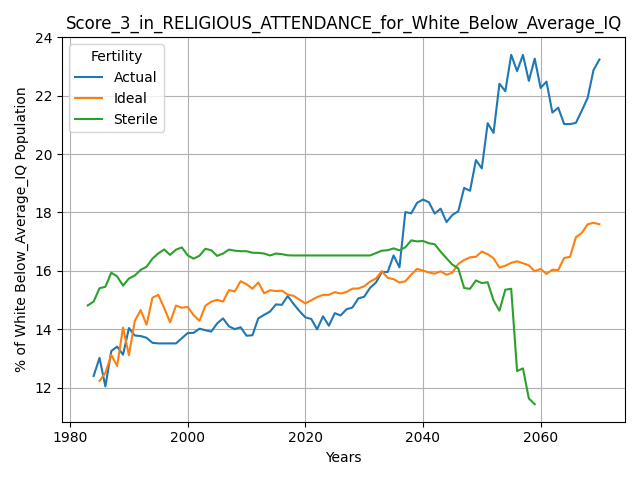 Score_3_in_RELIGIOUS_ATTENDANCE_for_White_Below_Average_IQ
% of White Below_Average_IQ Population
24
22
20
18
16
14
12
Fertility
Actual
Ideal
Sterile
1980 2000 2020 2040 2060
Years